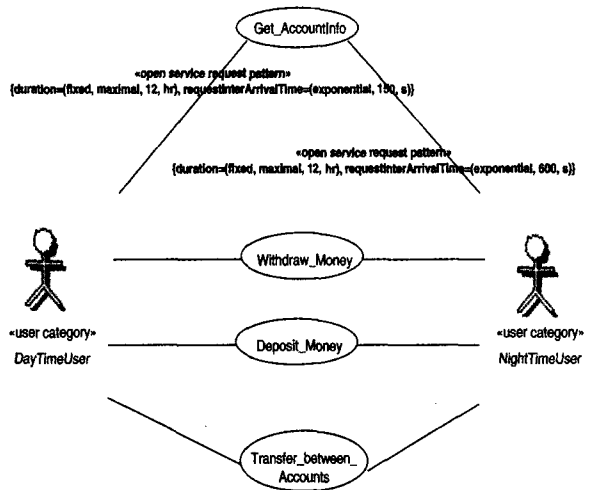 Get_AccountInfo
«open service request pattern»
{duration=(fixed, maximal, 12, hr), requestInterArrivalTime=(exponential, 150, s)}
«open service request pattern»
{duration=(fixed, maximal, 12, hr), requestInterArrivalTime=(exponential, 600, s)}
Withdraw_Money
«user category»
DayTimeUser
Deposit_Money
«user category»
NightTimeUser
Transfer_between_
Accounts